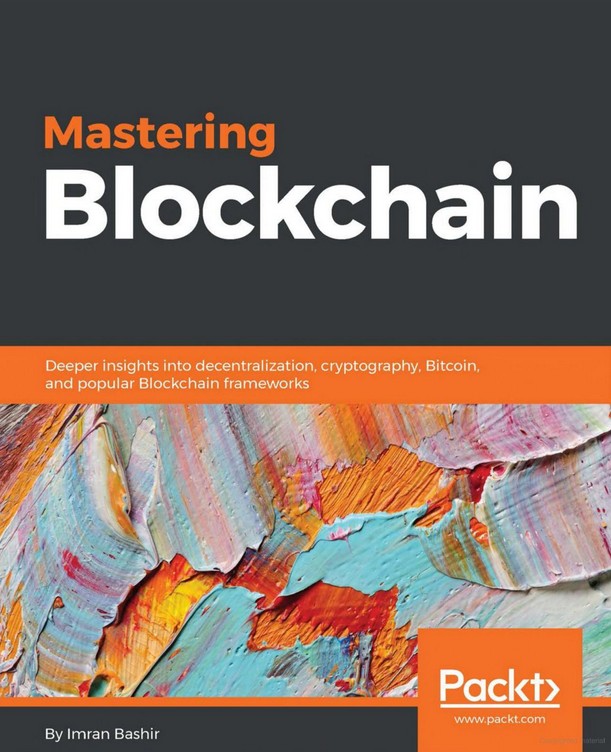 Mastering
Blockchain
Deeper insights into decentralization, cryptography, Bitcoin,
and popular Blockchain frameworks
Packt>
www.packt.com
By Imran Bashir